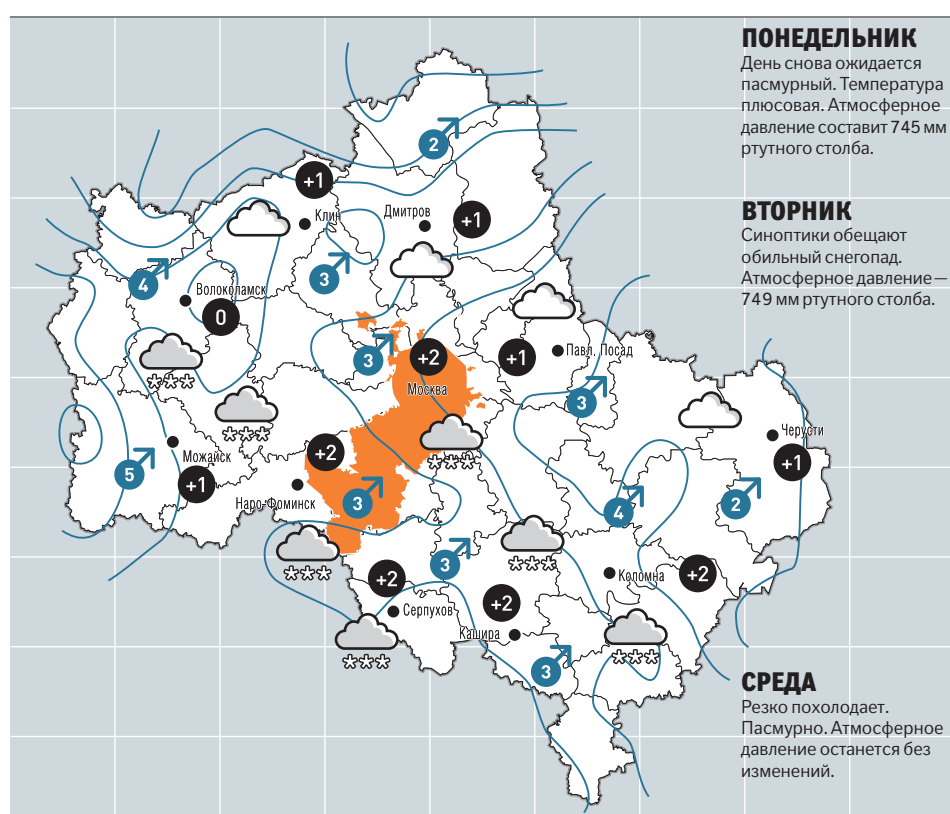 ПОНЕДЕЛЬНИК
День снова ожидается
пасмурный. Температура
плюсовая. Атмосферное
давление составит 745 мм
ртутного столба.
ВТОРНИК
Синоптики обещают
обильный снегопад.
Атмосферное давление —
749 мм ртутного столба.
СРЕДА
Резко похолодает.
Пасмурно. Атмосферное
давление останется без
изменений.
2
+1
Клин
Дмитров
+1
4
3
Волоколамск
0
3
+2
+1
Павл. Посад
Москва
3
Черусти
Можайск
+2
+1
5
+1
Наро-Фоминск
3
4
2
3
+2
+2
Коломна
+2
Серпухов
Кашира
3